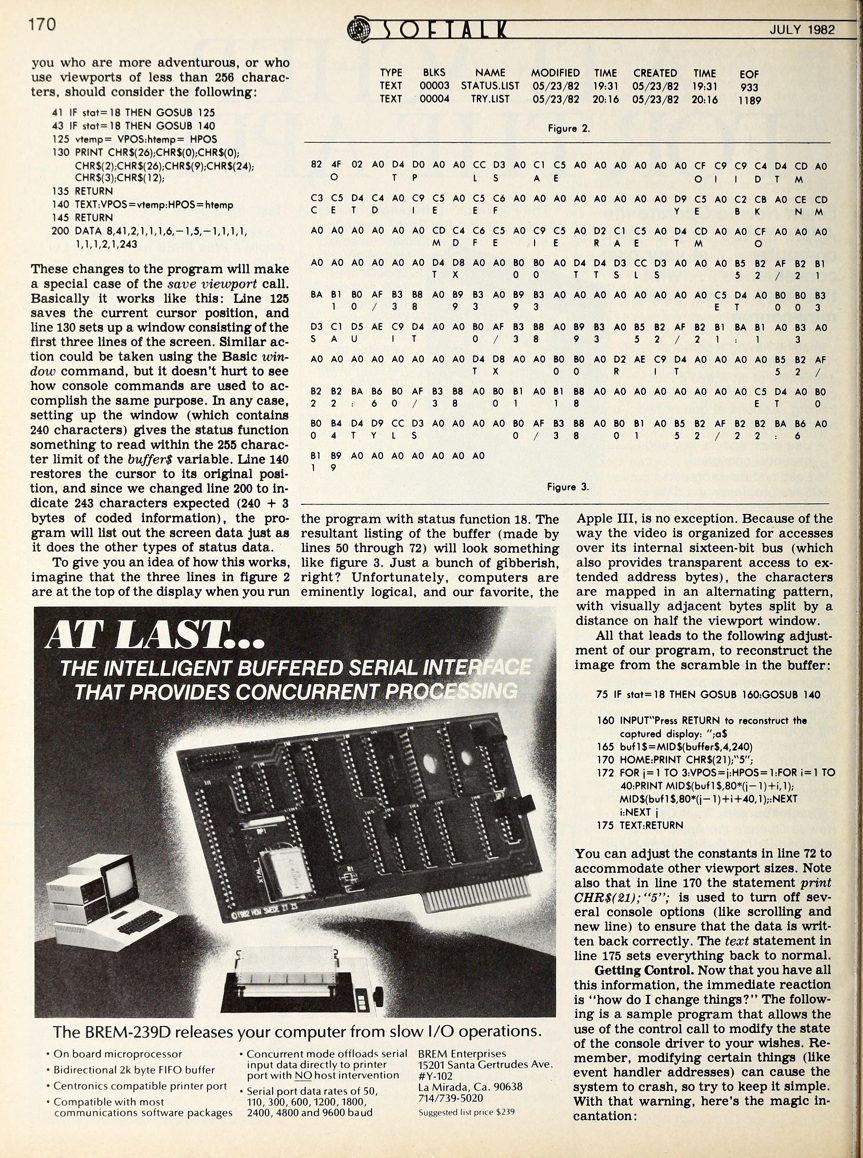 170
SOFTALK
JULY 1982
you who are more adventurous, or who
use viewports of less than 256 charac-
ters, should consider the following:
41 IF stat=18 THEN GOSUB 125
43 IF stat=18 THEN GOSUB 140
125 vtemp= VPOS:htemp= HPOS
130 PRINT CHR$(26);CHR$(0);CHR$(0);
CHR$(2);CHR$(26);CHR$(9);CHR$(24);
CHR$(3);CHR$(12);
135 RETURN
140 TEXT:VPOS=vtemp:HPOS=htemp
145 RETURN
200 DATA 8,41,2,1,1,1,6,-1,5,-1,1,1,1,
1,1,1,2,1,243
These changes to the program will make
a special case of the save viewport call.
Basically it works like this: Line 125
saves the current cursor position, and
line 130 sets up a window consisting of the
first three lines of the screen. Similar ac-
tion could be taken using the Basic win-
dow command, but it doesn't hurt to see
how console commands are used to ac-
complish the same purpose. In any case,
setting up the window (which contains
240 characters) gives the status function
something to read within the 255 charac-
ter limit of the buffer$ variable. Line 140
restores the cursor to its original posi-
tion, and since we changed line 200 to in-
dicate 243 characters expected (240 + 3
bytes of coded information), the pro-
gram will list out the screen data just as
it does the other types of status data.
To give you an idea of how this works,
imagine that the three lines in figure 2
are at the top of the display when you run
TYPE BLKS NAME MODIFIED TIME CREATED TIME EOF
TEXT 00003 STATUS.LIST 05/23/82 19:31 05/23/82 19:31 933
TEXT 00004 TRY.LIST 05/23/82 20:16 05/23/82 20:16 1189
Figure 2.
82 4F 02 A0 D4 D0 A0 A0 CC D3 A0 C1 C5 A0 A0 A0 A0 A0 A0 CF C9 C9 C4 D4 CD A0
O T P L S A E O I I D T M
C3 C5 D4 C4 A0 C9 C5 A0 C5 C6 A0 A0 A0 A0 A0 A0 A0 A0 D9 C5 A0 C2 CB A0 CE CD
C E T D I E E F Y E B K N M
A0 A0 A0 A0 A0 A0 CD C4 C6 C5 A0 C9 C5 A0 D2 C1 C5 A0 D4 CD A0 A0 CF A0 A0 A0
M D F E I E R A E T M O
A0 A0 A0 A0 A0 A0 D4 D8 A0 A0 B0 B0 A0 D4 D4 D3 CC D3 A0 A0 A0 B5 B2 AF B2 B1
T X 0 0 T T S L S 5 2 / 2 1
BA B1 B0 AF B3 B8 A0 B9 B3 A0 B9 B3 A0 A0 A0 A0 A0 A0 A0 A0 C5 D4 A0 B0 B0 B3
1 0 / 3 8 9 3 9 3 E T 0 0 3
D3 C1 D5 AE C9 D4 A0 A0 B0 AF B3 B8 A0 B9 B3 A0 B5 B2 AF B2 B1 BA B1 A0 B3 A0
S A U I T 0 / 3 8 9 3 5 2 / 2 1 : 1 3
A0 A0 A0 A0 A0 A0 A0 A0 D4 D8 A0 A0 B0 B0 A0 D2 AE C9 D4 A0 A0 A0 A0 B5 B2 AF
T X 0 0 R I T 5 2 /
B2 B2 BA B6 B0 AF B3 B8 A0 B0 B1 A0 B1 B8 A0 A0 A0 A0 A0 A0 A0 A0 C5 D4 A0 B0
2 2 : 6 0 / 3 8 0 1 1 8 E T 0
B0 B4 D4 D9 CC D3 A0 A0 A0 A0 B0 AF B3 B8 A0 B0 B1 A0 B5 B2 AF B2 B2 BA B6 A0
0 4 T Y L S 0 / 3 8 0 1 5 2 / 2 2 : 6
B1 B9 A0 A0 A0 A0 A0 A0 A0
1 9
Figure 3.
the program with status function 18. The
resultant listing of the buffer (made by
lines 50 through 72) will look something
like figure 3. Just a bunch of gibberish,
right? Unfortunately, computers are
eminently logical, and our favorite, the
Apple III, is no exception. Because of the
way the video is organized for accesses
over its internal sixteen-bit bus (which
also provides transparent access to ex-
tended address bytes), the characters
are mapped in an alternating pattern,
with visually adjacent bytes split by a
distance on half the viewport window.
All that leads to the following adjust-
ment of our program, to reconstruct the
image from the scramble in the buffer:
75 IF stat=18 THEN GOSUB 160:GOSUB 140
160 INPUT"Press RETURN to reconstruct the
captured display: ";a$
165 buf1$=MID$(buffer$,4,240)
170 HOME:PRINT CHR$(21);"5";
172 FOR j=1 TO 3:VPOS=j:HPOS=1:FOR i=1 TO
40:PRINT MID$(buf1$,80*(j-1)+i,1);
MID$(buf1$,80*(j-1)+i+40,1);:NEXT
i:NEXT j
175 TEXT:RETURN
You can adjust the constants in line 72 to
accommodate other viewport sizes. Note
also that in line 170 the statement print
CHR$(21);"5"; is used to turn off sev-
eral console options (like scrolling and
new line) to ensure that the data is writ-
ten back correctly. The text statement in
line 175 sets everything back to normal.
Getting Control. Now that you have all
this information, the immediate reaction
is "how do I change things?" The follow-
ing is a sample program that allows the
use of the control call to modify the state
of the console driver to your wishes. Re-
member, modifying certain things (like
event handler addresses) can cause the
system to crash, so try to keep it simple.
With that warning, here's the magic in-
cantation:
AT LAST...
THE INTELLIGENT BUFFERED SERIAL INTERFACE
THAT PROVIDES CONCURRENT PROCESSING
RP1
XTAL
©1982 HOW SWEDE IT IS
The BREM-239D releases your computer from slow I/O operations.
• On board microprocessor
• Bidirectional 2k byte FIFO buffer
• Centronics compatible printer port
• Compatible with most
communications software packages
• Concurrent mode offloads serial
input data directly to printer
port with NO host intervention
• Serial port data rates of 50,
110, 300, 600, 1200, 1800,
2400, 4800 and 9600 baud
BREM Enterprises
15201 Santa Gertrudes Ave.
#Y-102
La Mirada, Ca. 90638
714/739-5020
Suggested list price $239